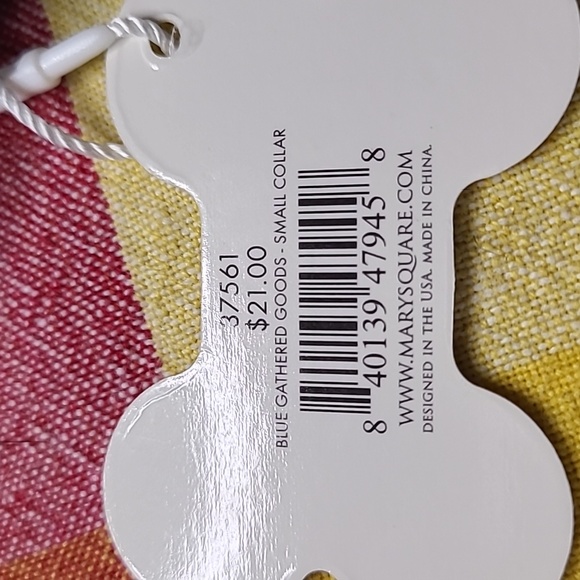 37561
$21.00
BLUE GATHERED GOODS - SMALL COLLAR
8 40139 47945 8
WWW.MARYSQUARE.COM
DESIGNED IN THE USA. MADE IN CHINA.